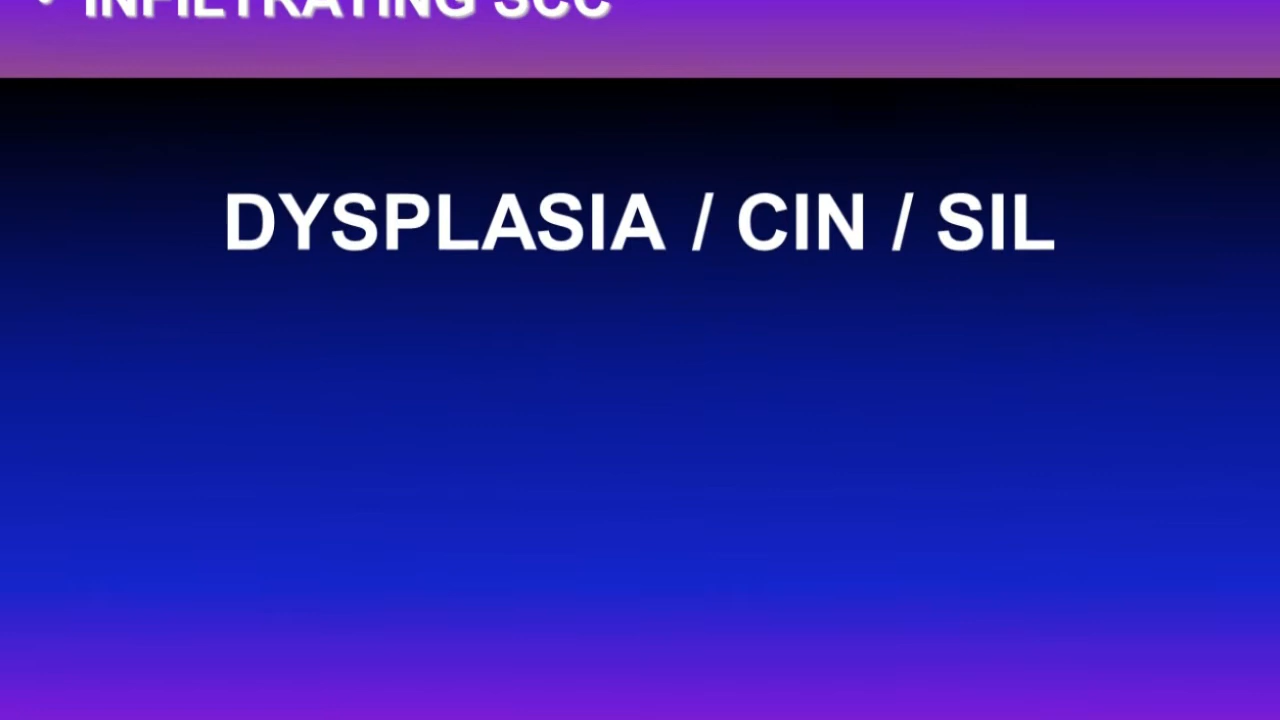 • INFILTRATING SCC
DYSPLASIA / CIN / SIL